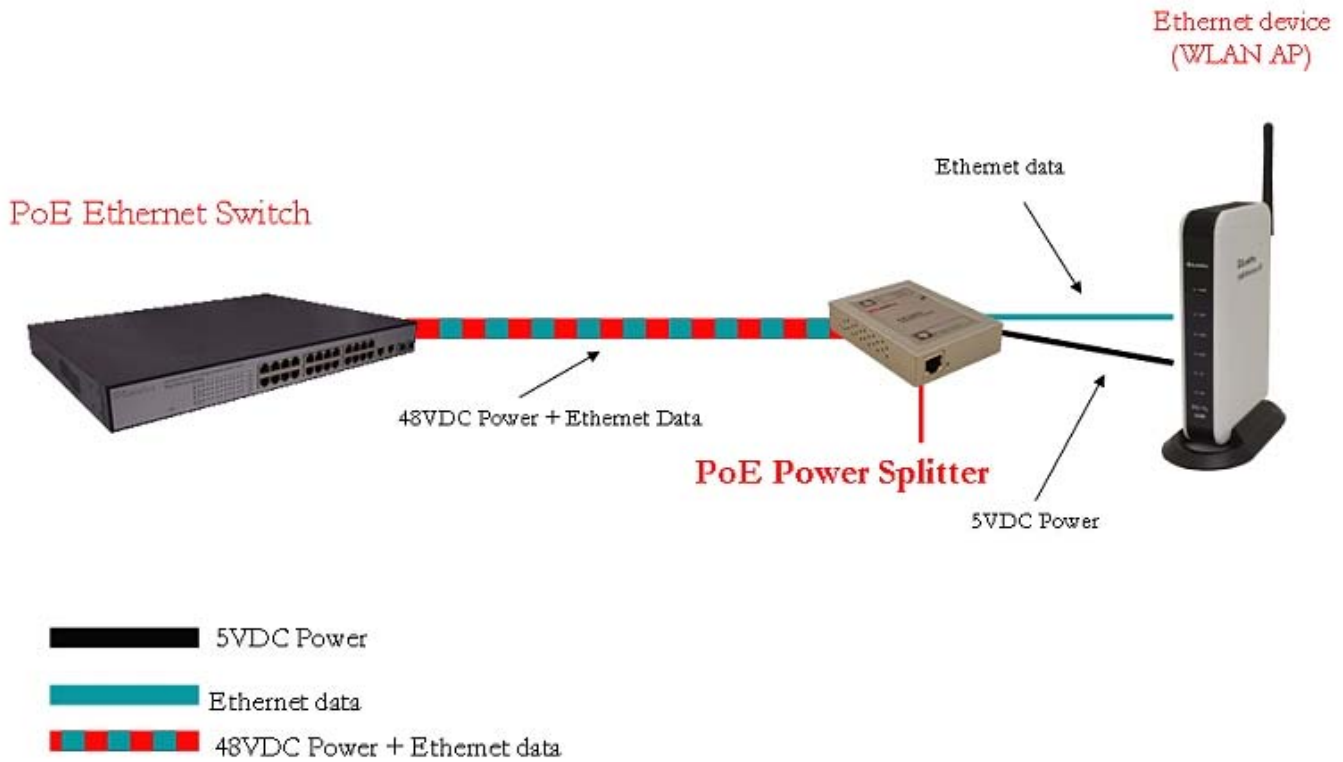 Ethernet device
(WLAN AP)
Ethernet data
PoE Ethernet Switch
48VDC Power + Ethernet Data
PoE Power Splitter
5VDC Power
5VDC Power
Ethernet data
48VDC Power + Ethernet data